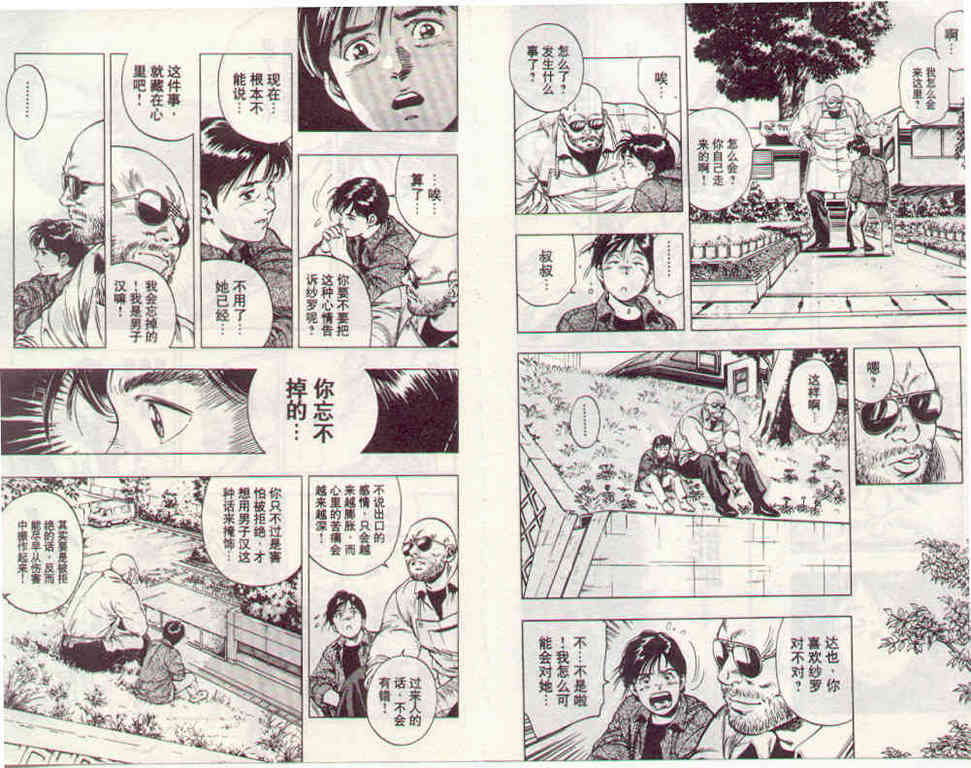 啊…
我怎么会
来这里？
怎么会？
你自己走
来的啊！
唉…
怎么了？
发生什么
事了？
………
叔叔…
嗯？
这样啊…
………
达也，你
喜欢纱罗
对不对？
不…不是啦
！我怎么可
能会对她…
…唉…
算了…
你要不要把
这种心情告
诉纱罗呢？
现在…
根本不
能说…
不用了…
她已经…
这件事，
就藏在心
里吧！
我会忘掉的
！我是男子
汉嘛！
………
你忘不
掉的…
不说出口的
感情，只会越
来越膨胀，而
心里的苦痛会
越来越深！
过来人的
话，不会
有错！
你只不过是害
怕被拒绝，才
想用男子汉这
种话来掩饰…
其实要是被拒
绝的话，反而
能尽早从伤害
中振作起来！